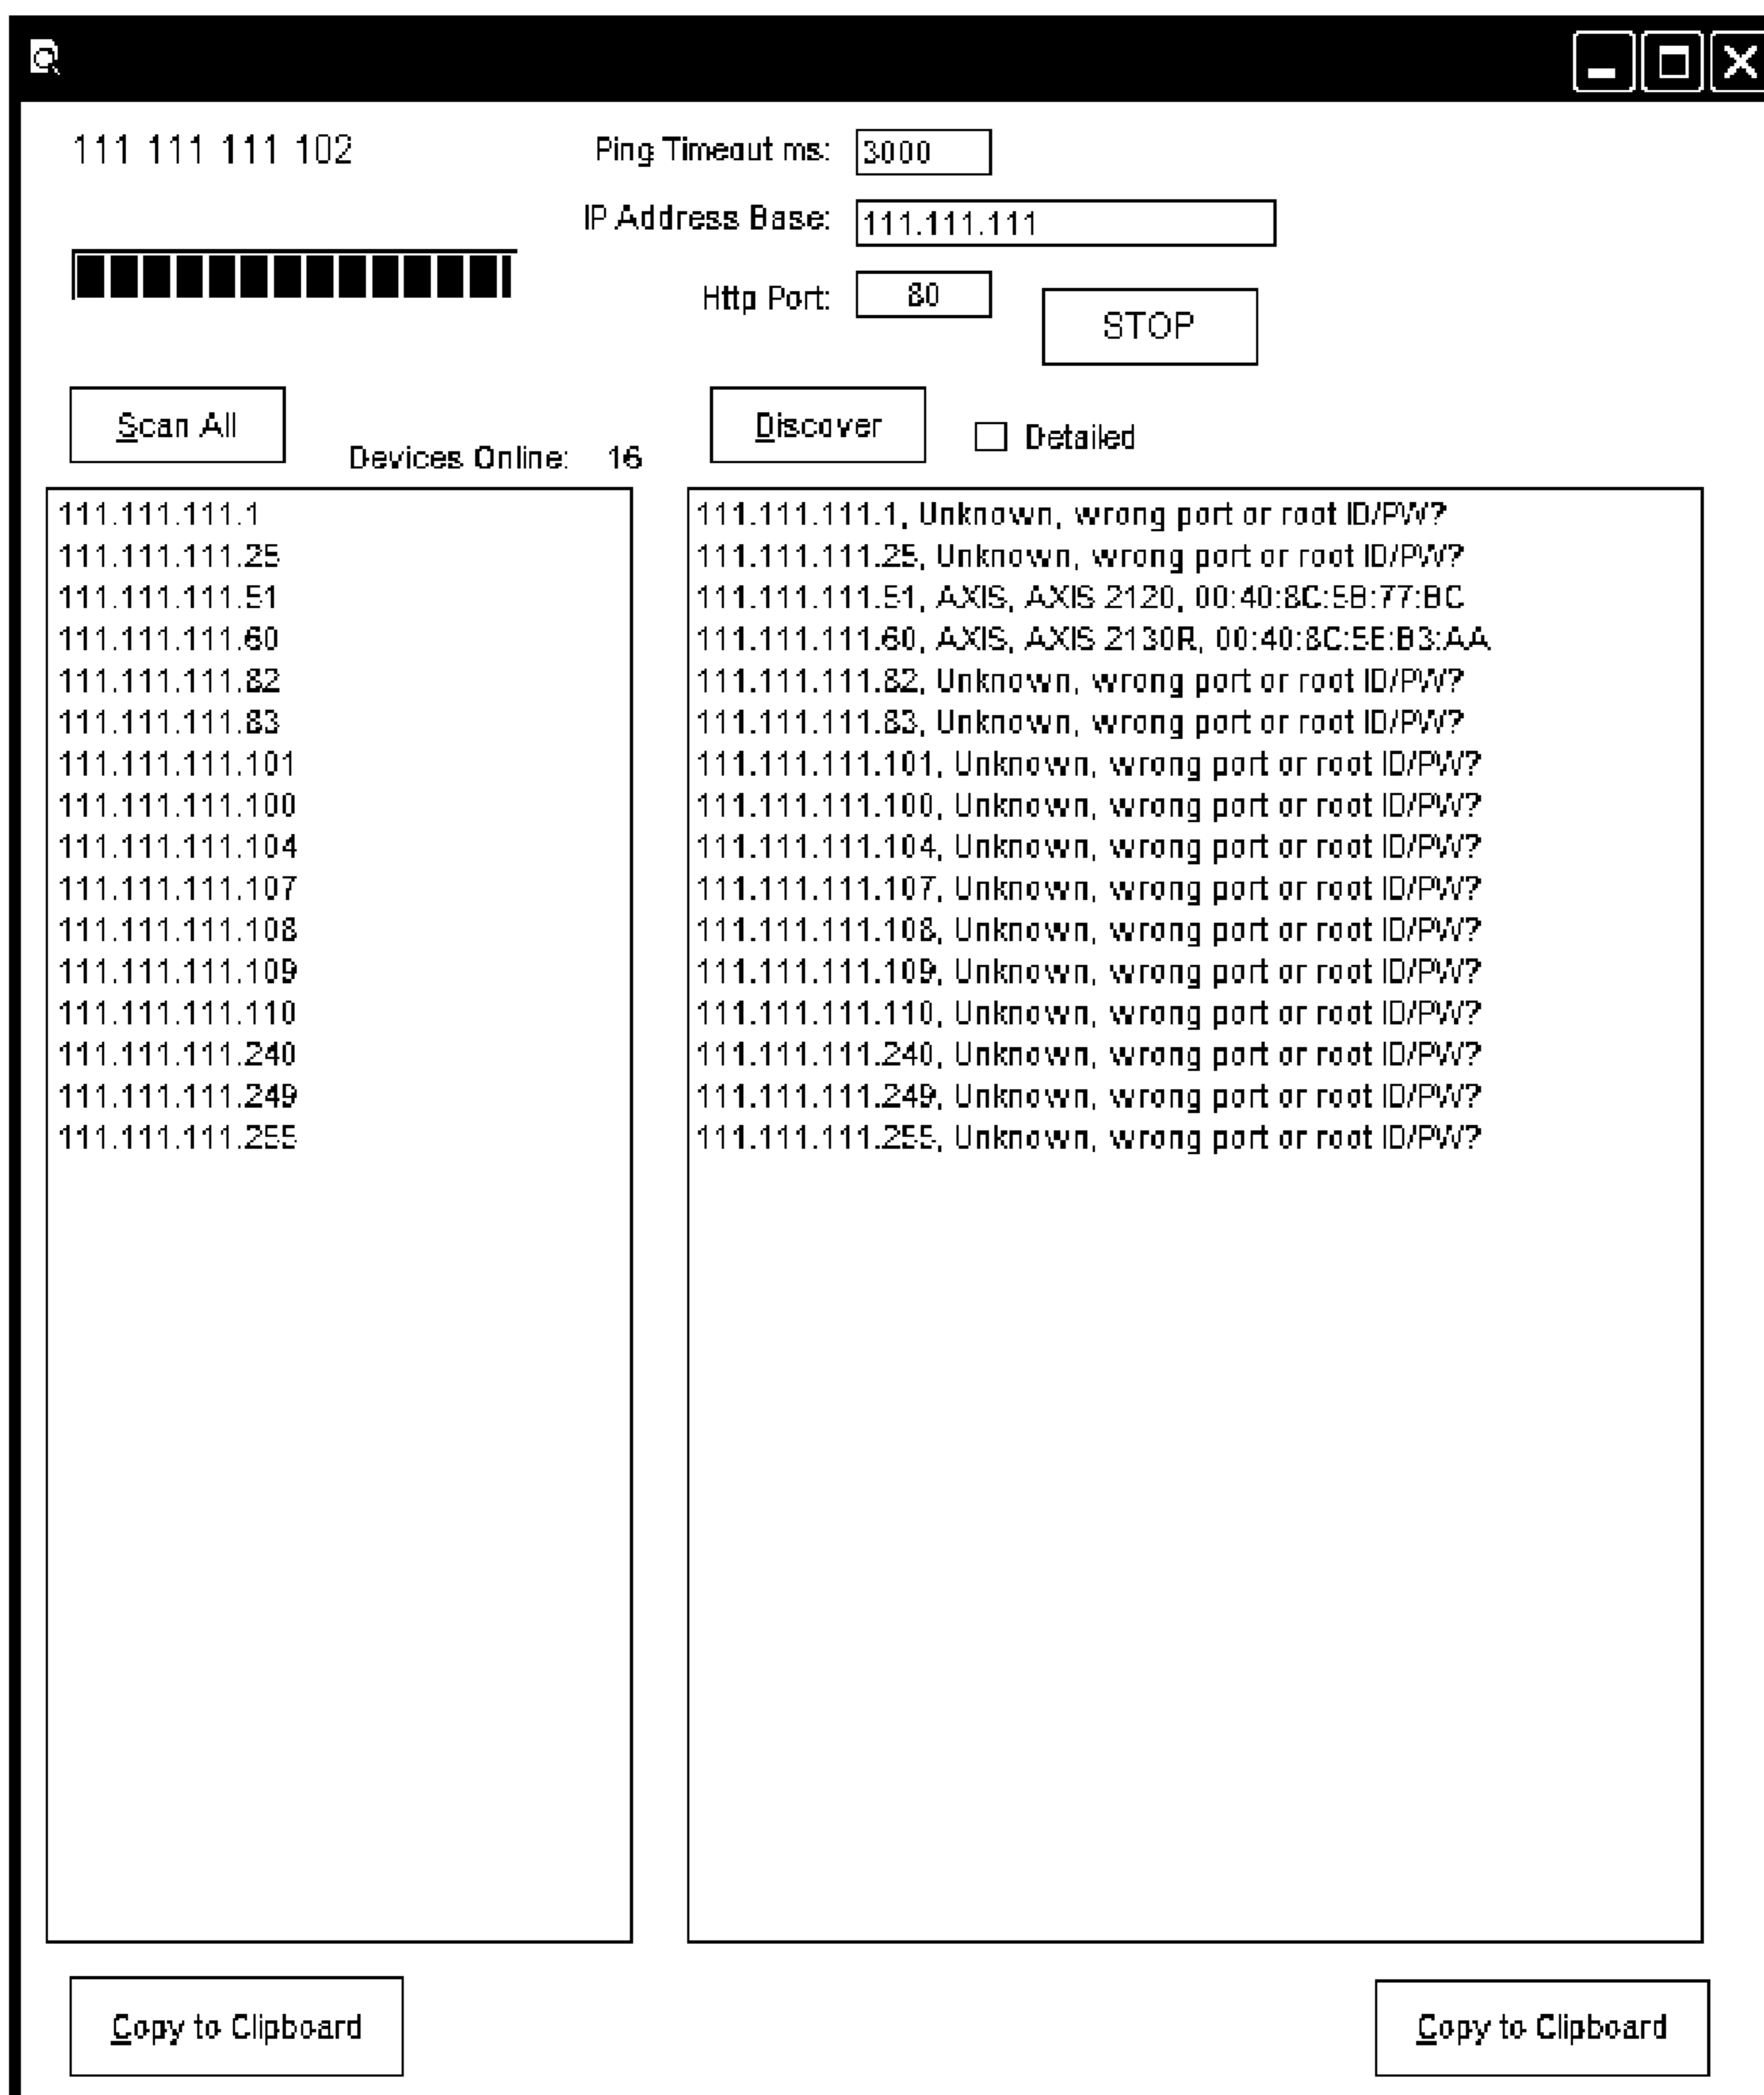 111 111 111 102
Ping Timeout ms: 3000
IP Address Base: 111.111.111
Http Port: 80
STOP
Scan All
Devices Online: 16
Discover
Detailed
111.111.111.1
111.111.111.25
111.111.111.51
111.111.111.60
111.111.111.82
111.111.111.83
111.111.111.101
111.111.111.100
111.111.111.104
111.111.111.107
111.111.111.108
111.111.111.109
111.111.111.110
111.111.111.240
111.111.111.249
111.111.111.255
111.111.111.1, Unknown, wrong port or root ID/PW?
111.111.111.25, Unknown, wrong port or root ID/PW?
111.111.111.51, AXIS, AXIS 2120, 00:40:8C:5B:77:BC
111.111.111.60, AXIS, AXIS 2130R, 00:40:8C:5E:B3:AA
111.111.111.82, Unknown, wrong port or root ID/PW?
111.111.111.83, Unknown, wrong port or root ID/PW?
111.111.111.101, Unknown, wrong port or root ID/PW?
111.111.111.100, Unknown, wrong port or root ID/PW?
111.111.111.104, Unknown, wrong port or root ID/PW?
111.111.111.107, Unknown, wrong port or root ID/PW?
111.111.111.108, Unknown, wrong port or root ID/PW?
111.111.111.109, Unknown, wrong port or root ID/PW?
111.111.111.110, Unknown, wrong port or root ID/PW?
111.111.111.240, Unknown, wrong port or root ID/PW?
111.111.111.249, Unknown, wrong port or root ID/PW?
111.111.111.255, Unknown, wrong port or root ID/PW?
Copy to Clipboard
Copy to Clipboard